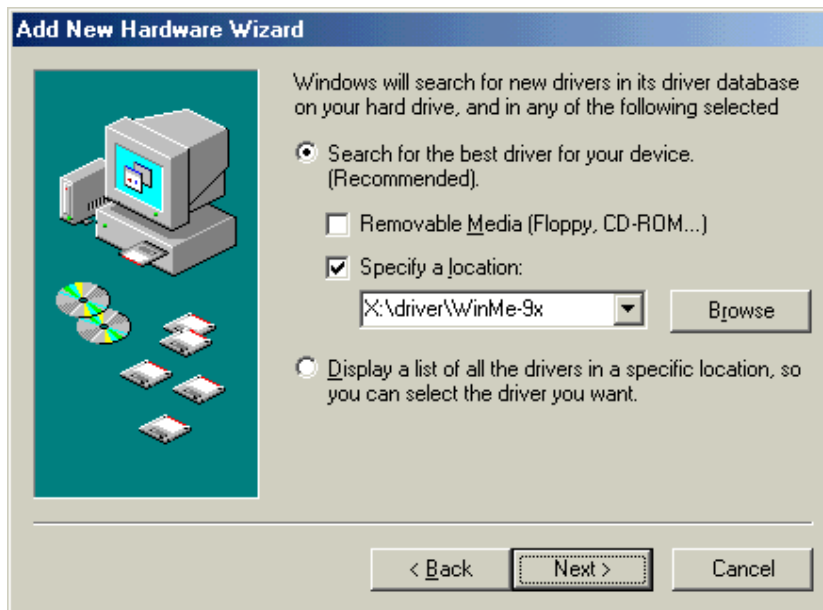 Add New Hardware Wizard
Windows will search for new drivers in its driver database
on your hard drive, and in any of the following selected
Search for the best driver for your device.
(Recommended).
Removable Media (Floppy, CD-ROM...)
Specify a location:
X:\driver\WinMe-9x
Browse
Display a list of all the drivers in a specific location, so
you can select the driver you want.
< Back
Next >
Cancel